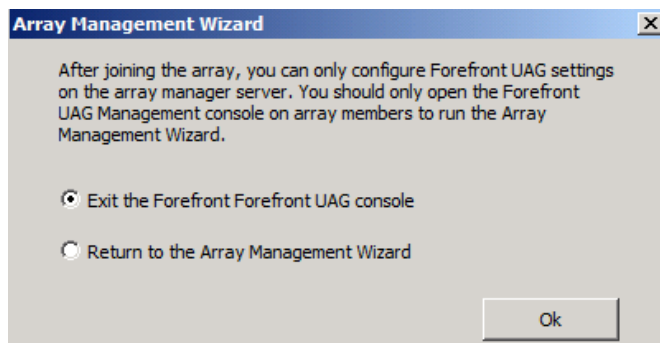 Array Management Wizard
After joining the array, you can only configure Forefront UAG settings
on the array manager server. You should only open the Forefront
UAG Management console on array members to run the Array
Management Wizard.
Exit the Forefront Forefront UAG console
Return to the Array Management Wizard
Ok